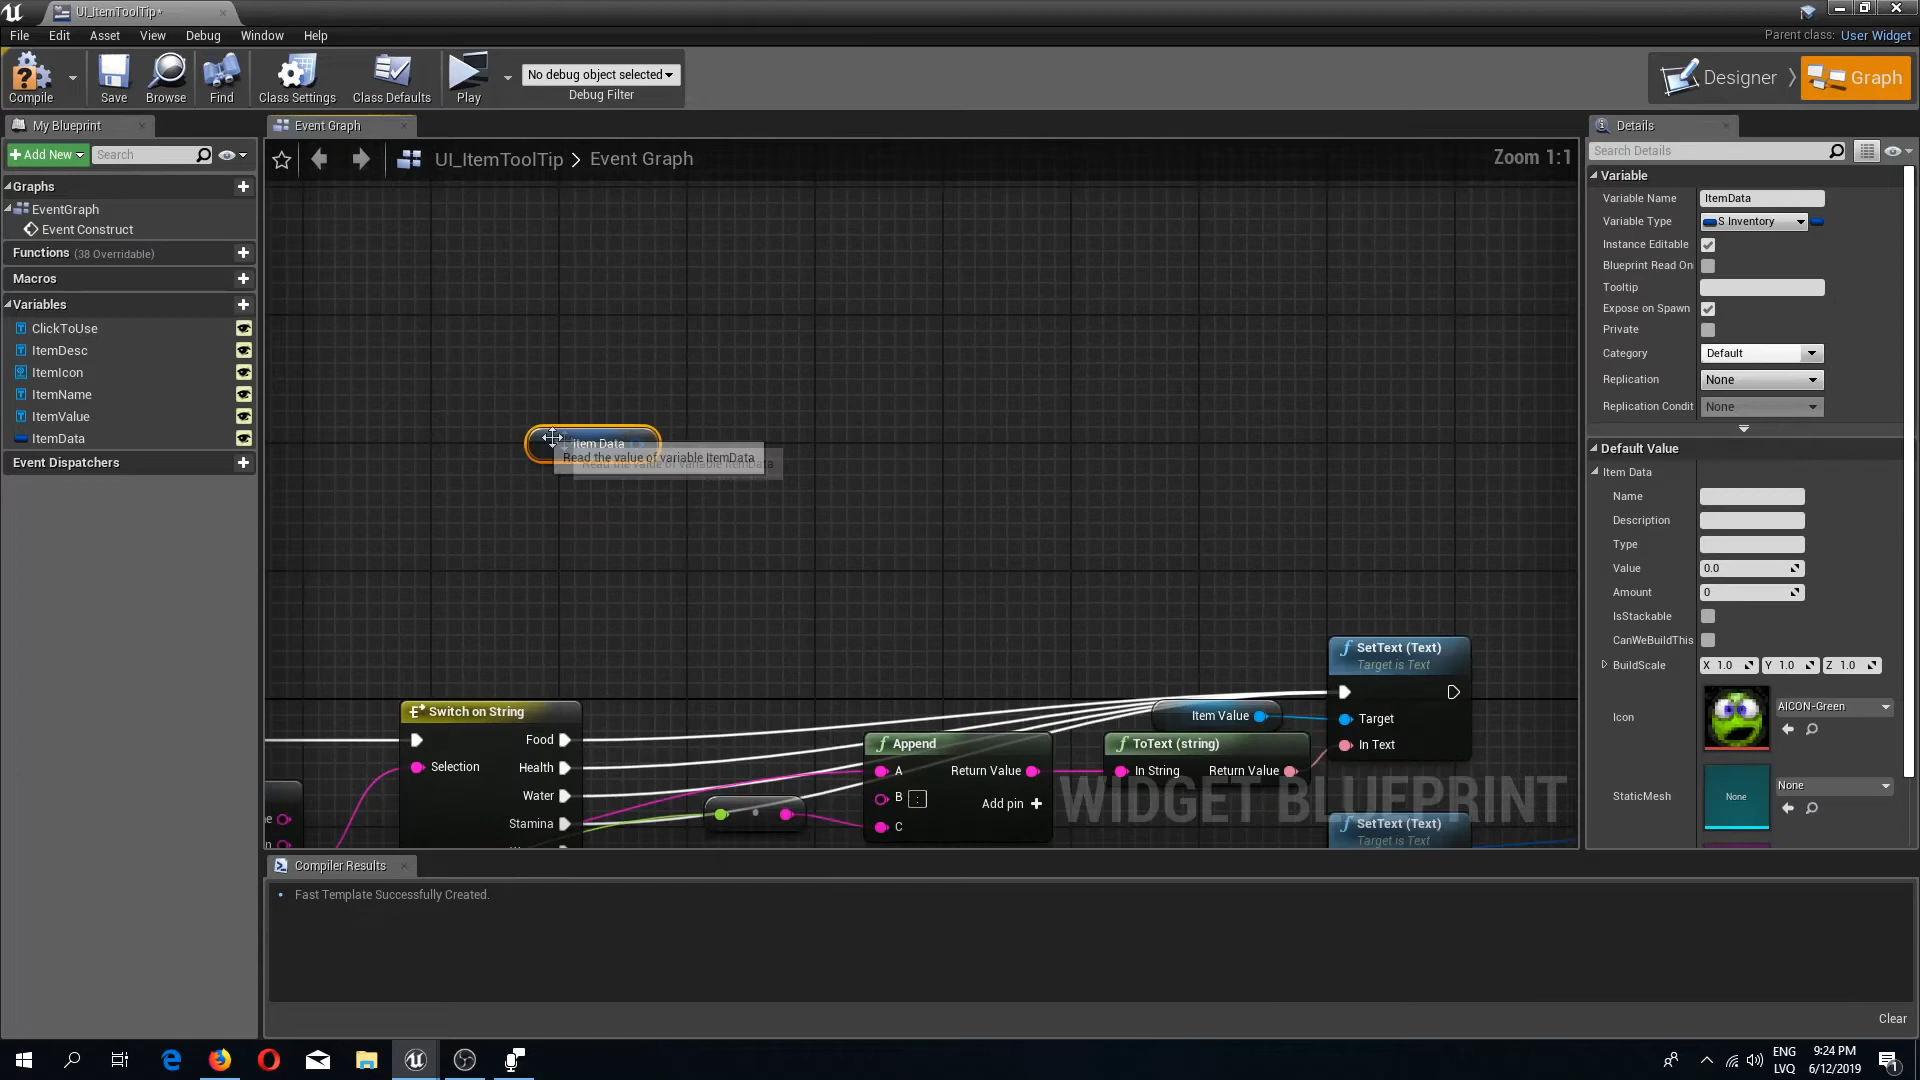 UI_ItemToolTip*
File Edit Asset View Debug Window Help
Parent class: User Widget
Compile
Save
Browse
Find
Class Settings
Class Defaults
Play
No debug object selected
Debug Filter
Designer
Graph
My Blueprint
Add New
Search
Graphs
EventGraph
Event Construct
Functions (38 Overridable)
Macros
Variables
ClickToUse
ItemDesc
ItemIcon
ItemName
ItemValue
ItemData
Event Dispatchers
Event Graph
UI_ItemToolTip > Event Graph
Zoom 1:1
Item Data
Read the value of variable ItemData
Read the value of variable ItemData
Switch on String
Selection
Food
Health
Water
Stamina
Append
A
B :
C
Return Value
Add pin
ToText (string)
In String
Return Value
Item Value
SetText (Text)
Target is Text
Target
In Text
SetText (Text)
Target is Text
WIDGET BLUEPRINT
Compiler Results
Fast Template Successfully Created.
Clear
Details
Search Details
Variable
Variable Name ItemData
Variable Type S Inventory
Instance Editable
Blueprint Read On
Tooltip
Expose on Spawn
Private
Category Default
Replication None
Replication Condit None
Default Value
Item Data
Name
Description
Type
Value 0.0
Amount 0
IsStackable
CanWeBuildThis
BuildScale X 1.0 Y 1.0 Z 1.0
Icon
AICON-Green
StaticMesh
None
None
ENG
LVQ
9:24 PM
6/12/2019
1